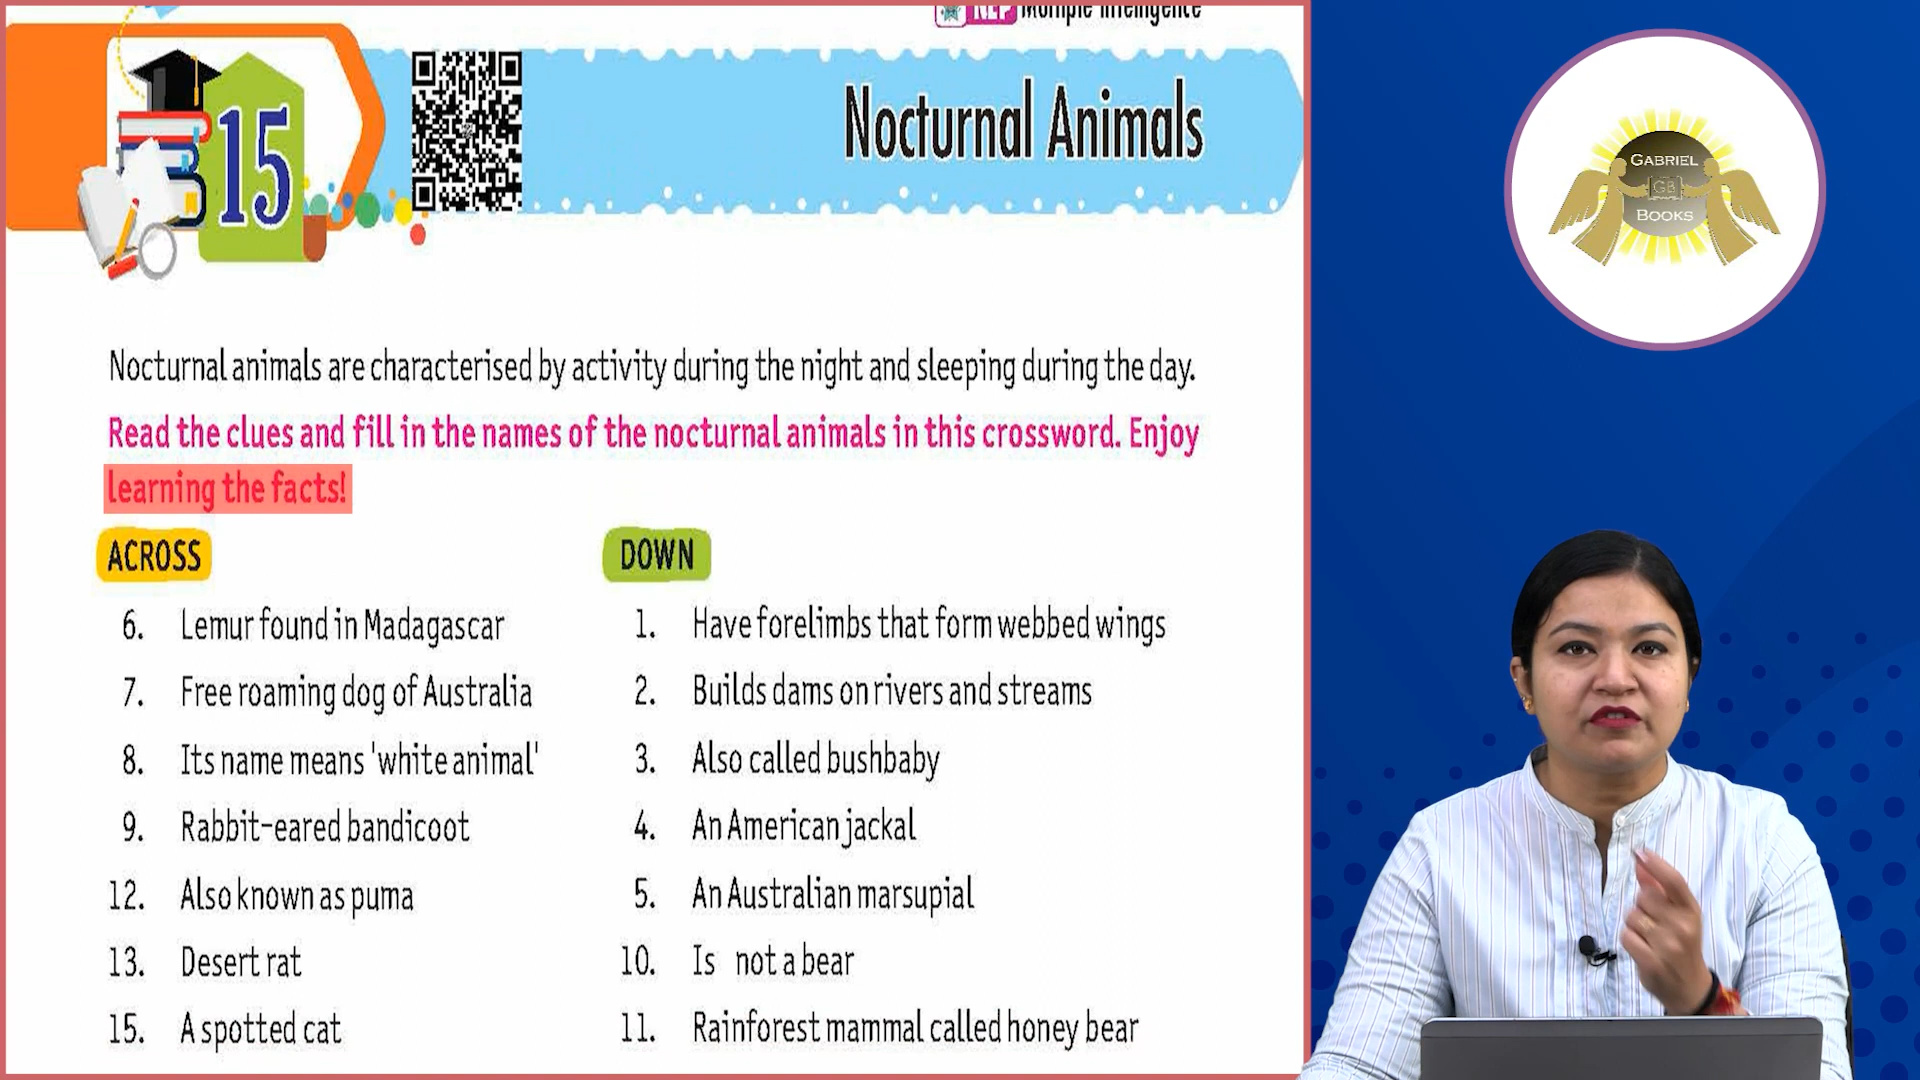 NEP Multiple Intelligence
15
Nocturnal Animals
Nocturnal animals are characterised by activity during the night and sleeping during the day.
Read the clues and fill in the names of the nocturnal animals in this crossword. Enjoy
learning the facts!
ACROSS
6. Lemur found in Madagascar
7. Free roaming dog of Australia
8. Its name means 'white animal'
9. Rabbit-eared bandicoot
12. Also known as puma
13. Desert rat
15. A spotted cat
DOWN
1. Have forelimbs that form webbed wings
2. Builds dams on rivers and streams
3. Also called bushbaby
4. An American jackal
5. An Australian marsupial
10. Is not a bear
11. Rainforest mammal called honey bear
GABRIEL
GB
BOOKS